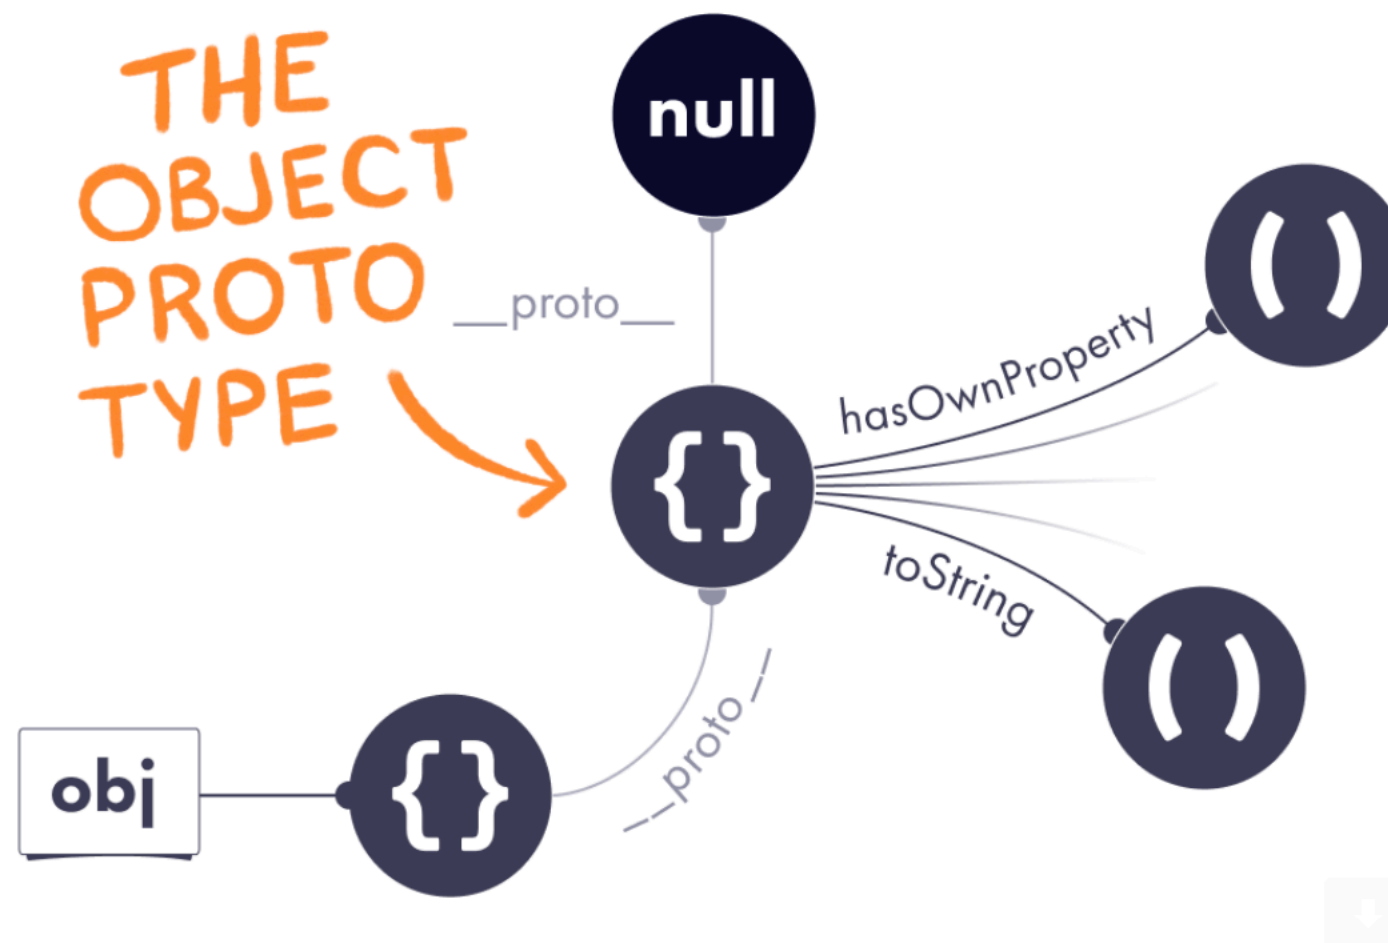 THE
OBJECT
PROTO
TYPE
null
__proto__
hasOwnProperty
( )
{}
toString
( )
__proto__
obj
{}